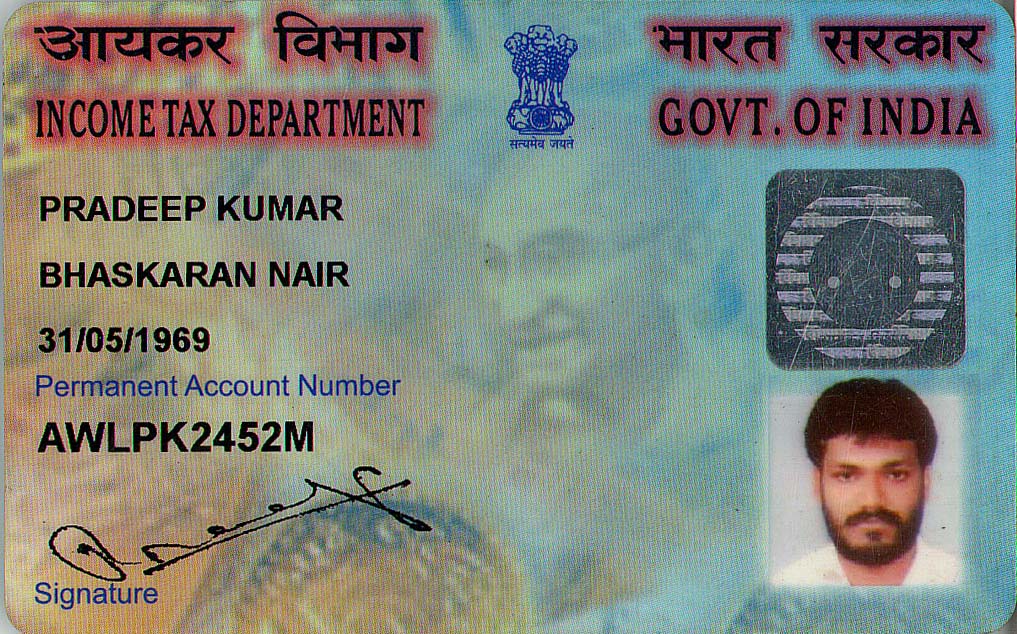 आयकर विभाग
INCOME TAX DEPARTMENT
सत्यमेव जयते
भारत सरकार
GOVT. OF INDIA
PRADEEP KUMAR
BHASKARAN NAIR
31/05/1969
Permanent Account Number
AWLPK2452M
Signature